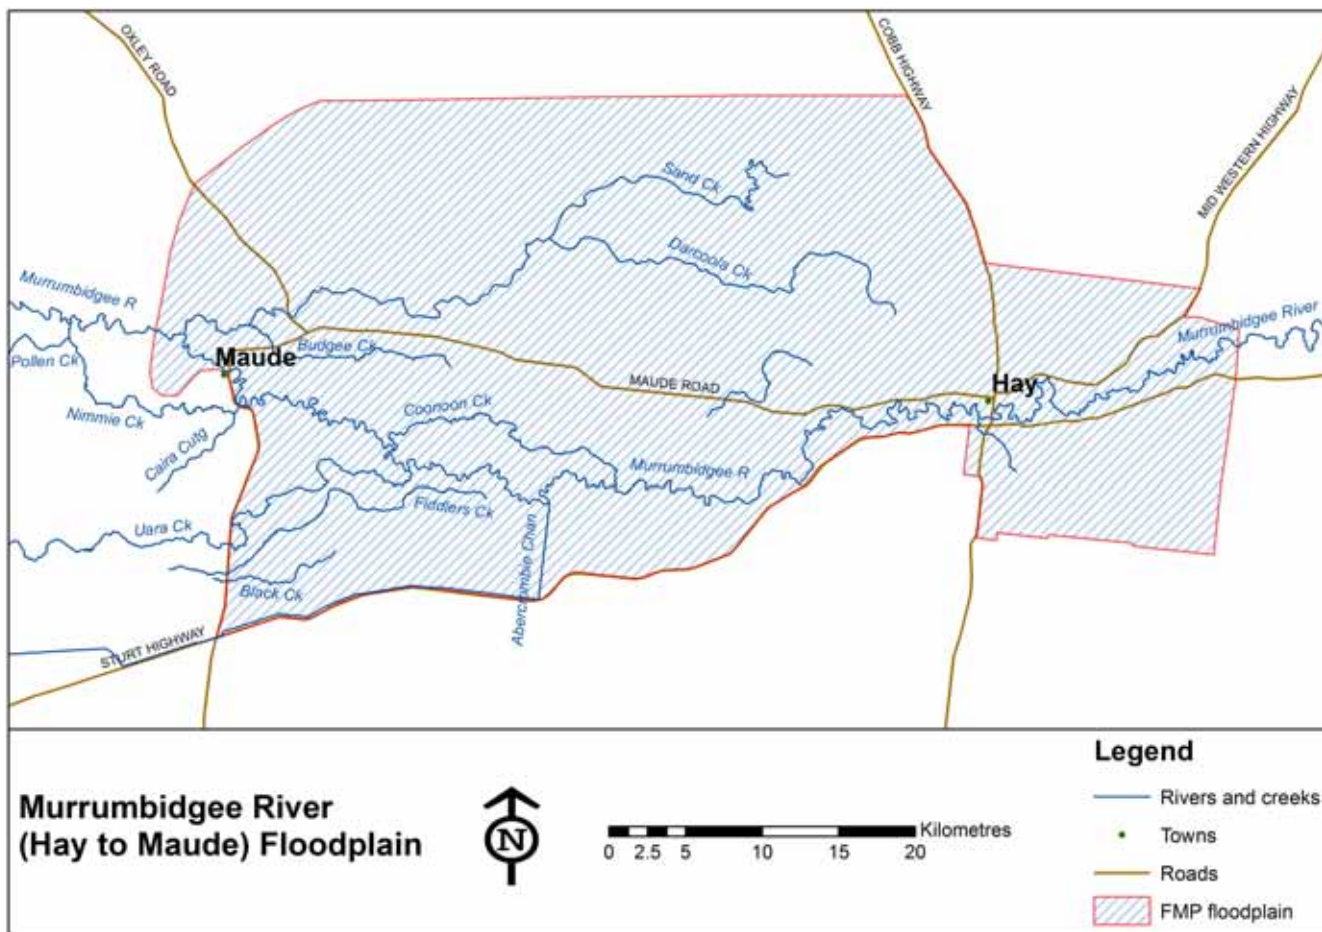 OXLEY ROAD
COBB HIGHWAY
MID WESTERN HIGHWAY
Sand Ck
Darcoola Ck
Murrumbidgee R
Murrumbidgee River
Pollen Ck
Maude
Budgee Ck
MAUDE ROAD
Hay
Nimmie Ck
Coonoon Ck
Caira Cutg
Murrumbidgee R
Fiddlers Ck
Uara Ck
Abercrombie Chan
Black Ck
STURT HIGHWAY
Murrumbidgee River
(Hay to Maude) Floodplain
N
Kilometres
0 2.5 5 10 15 20
Legend
Rivers and creeks
Towns
Roads
FMP floodplain